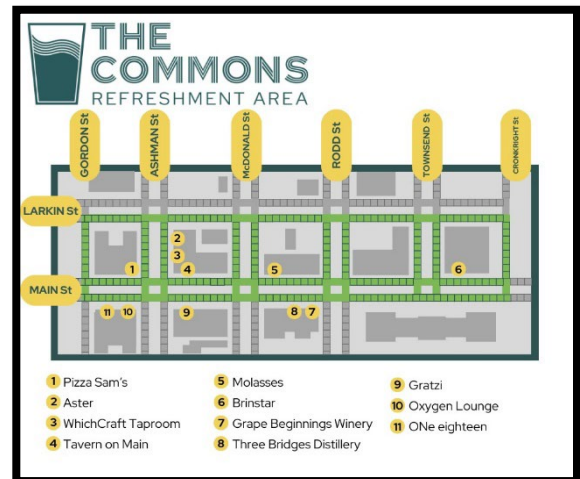 THE
COMMONS
REFRESHMENT AREA
GORDON St
ASHMAN St
McDONALD St
RODD St
TOWNSEND St
CRONKRIGHT St
LARKIN St
2
3
1
4
5
6
MAIN St
11 10 9 8 7
1 Pizza Sam's
2 Aster
3 WhichCraft Taproom
4 Tavern on Main
5 Molasses
6 Brinstar
7 Grape Beginnings Winery
8 Three Bridges Distillery
9 Gratzi
10 Oxygen Lounge
11 ONe eighteen